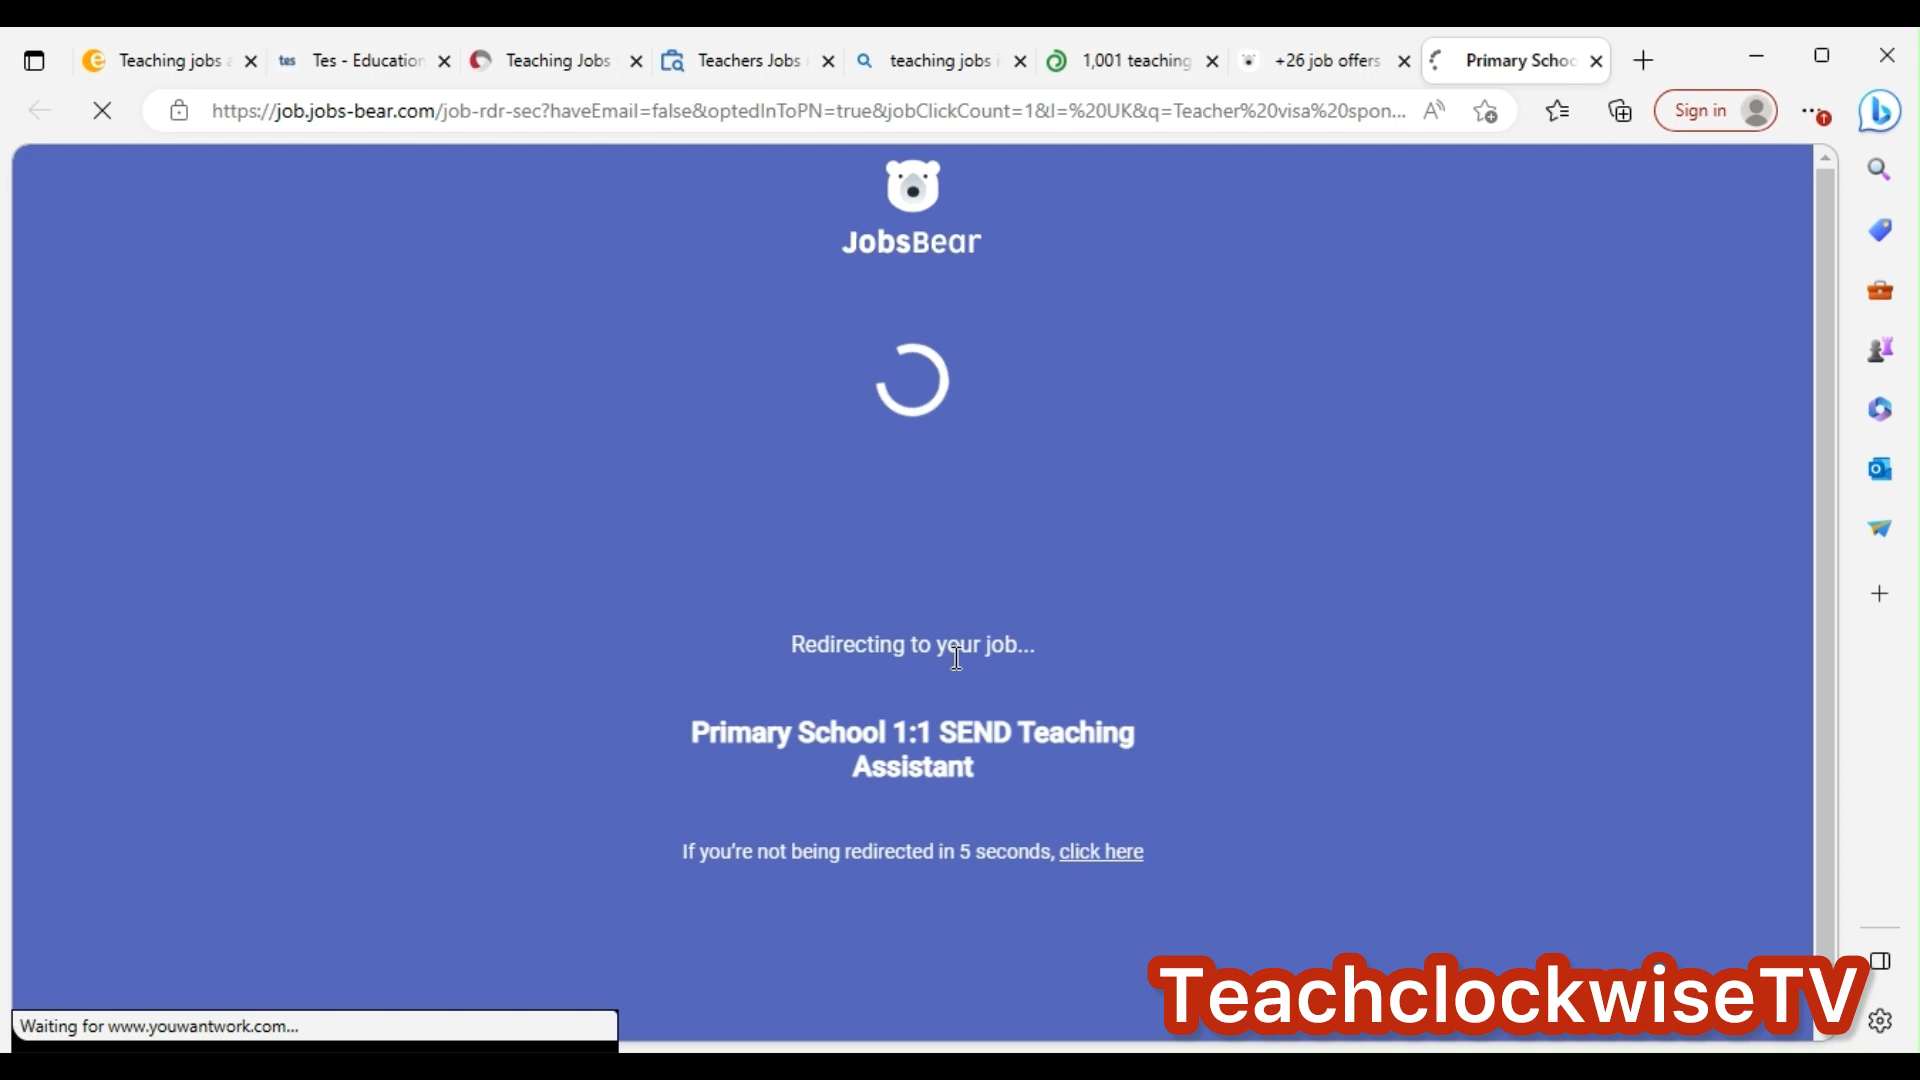 Teaching jobs a
tes Tes - Education
Teaching Jobs
Teachers Jobs
teaching jobs i
1,001 teaching
+26 job offers
Primary Schoo
https://job.jobs-bear.com/job-rdr-sec?haveEmail=false&optedInToPN=true&jobClickCount=1&l=%20UK&q=Teacher%20visa%20spon...
Sign in
JobsBear
Redirecting to your job...
Primary School 1:1 SEND Teaching
Assistant
If you're not being redirected in 5 seconds, click here
TeachclockwiseTV
Waiting for www.youwantwork.com...